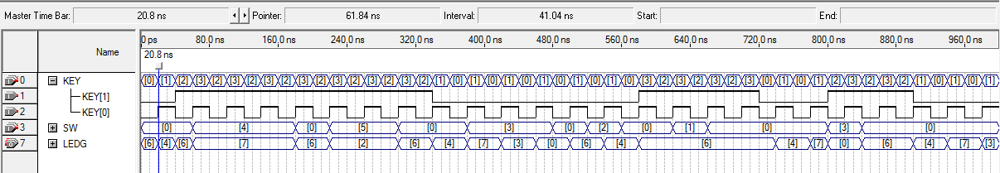 Master Time Bar: 20.8 ns Pointer: 61.84 ns Interval: 41.04 ns Start: End:
Name
0 ps 80.0 ns 160.0 ns 240.0 ns 320.0 ns 400.0 ns 480.0 ns 560.0 ns 640.0 ns 720.0 ns 800.0 ns 880.0 ns 960.0 ns
20.8 ns
0 KEY [0] [1] [2] [3] [2] [3] [2] [3] [2] [3] [2] [3] [2] [3] [2] [3] [2] [1] [0] [1] [0] [1] [0] [1] [0] [1] [0] [1] [0] [3] [2] [3] [2] [3] [2] [3] [0] [1] [0] [1] [2] [3] [2] [3] [2] [1] [0] [1] [0] [1]
1 KEY[1]
2 KEY[0]
3 SW [0] [4] [0] [5] [0] [3] [0] [2] [0] [1] [0] [3] [0]
7 LEDG [6] [4] [6] [7] [6] [2] [6] [4] [7] [3] [0] [6] [4] [6] [4] [7] [0] [6] [4] [7] [3]